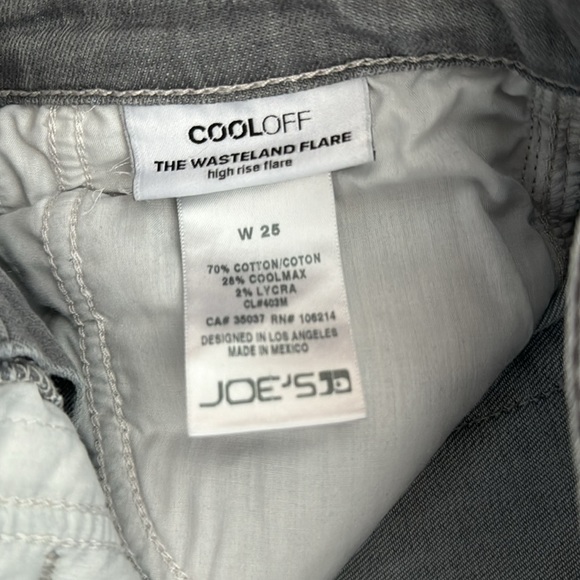 COOLOFF
THE WASTELAND FLARE
high rise flare
W 25
70% COTTON/COTON
28% COOLMAX
2% LYCRA
CL#403M
CA# 35037 RN# 106214
DESIGNED IN LOS ANGELES
MADE IN MEXICO
JOE'S